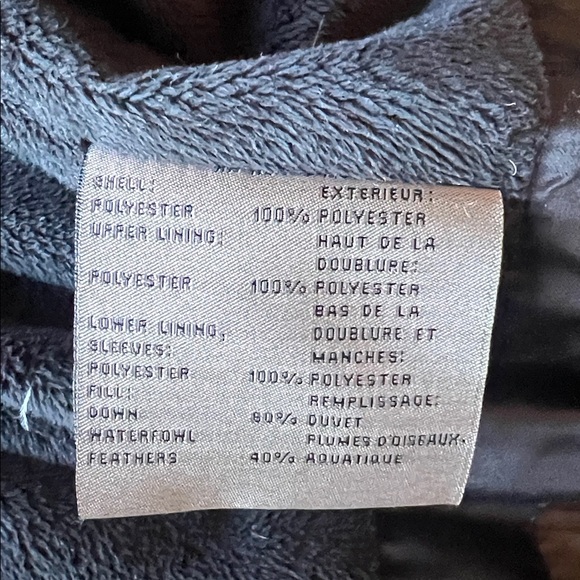 SHELL: EXTERIEUR:
POLYESTER 100% POLYESTER
UPPER LINING: HAUT DE LA
DOUBLURE:
POLYESTER 100% POLYESTER
BAS DE LA
LOWER LINING, DOUBLURE ET
SLEEVES: MANCHES:
POLYESTER 100% POLYESTER
FILL: REMPLISSAGE:
DOWN 60% DUVET
WATERFOWL PLUMES D'OISEAUX
FEATHERS 40% AQUATIQUE